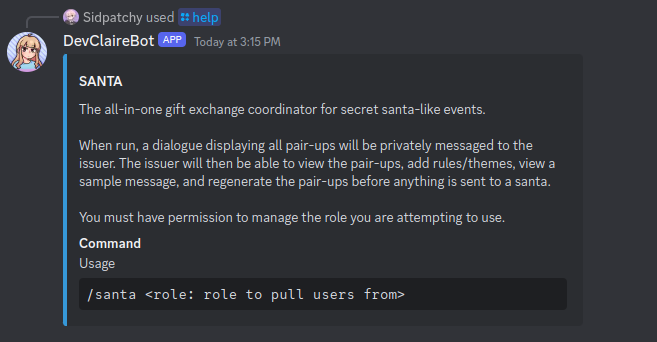 Sidpatchy used help
DevClaireBot APP Today at 3:15 PM
SANTA
The all-in-one gift exchange coordinator for secret santa-like events.
When run, a dialogue displaying all pair-ups will be privately messaged to the
issuer. The issuer will then be able to view the pair-ups, add rules/themes, view a
sample message, and regenerate the pair-ups before anything is sent to a santa.
You must have permission to manage the role you are attempting to use.
Command
Usage
/santa <role: role to pull users from>